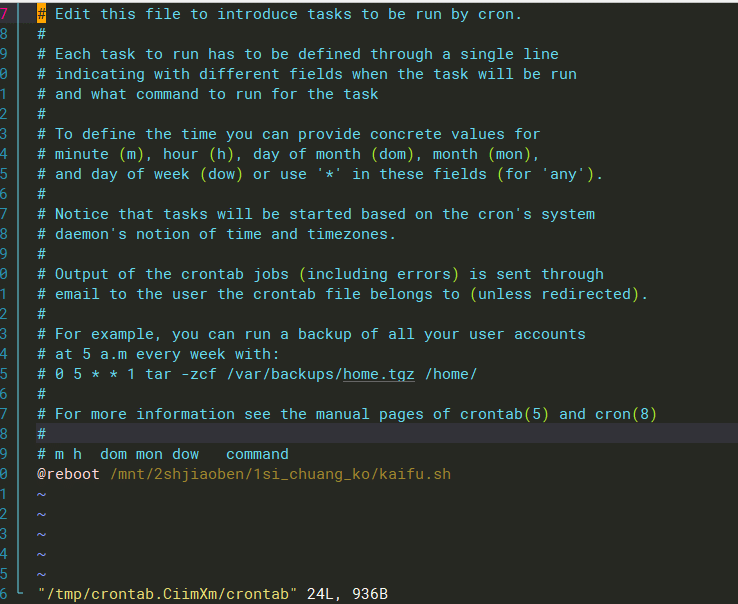 7 # Edit this file to introduce tasks to be run by cron.
8 #
9 # Each task to run has to be defined through a single line
0 # indicating with different fields when the task will be run
1 # and what command to run for the task
2 #
3 # To define the time you can provide concrete values for
4 # minute (m), hour (h), day of month (dom), month (mon),
5 # and day of week (dow) or use '*' in these fields (for 'any').
6 #
7 # Notice that tasks will be started based on the cron's system
8 # daemon's notion of time and timezones.
9 #
0 # Output of the crontab jobs (including errors) is sent through
1 # email to the user the crontab file belongs to (unless redirected).
2 #
3 # For example, you can run a backup of all your user accounts
4 # at 5 a.m every week with:
5 # 0 5 * * 1 tar -zcf /var/backups/home.tgz /home/
6 #
7 # For more information see the manual pages of crontab(5) and cron(8)
8 #
9 # m h  dom mon dow   command
0 @reboot /mnt/2shjiaoben/1si_chuang_ko/kaifu.sh
1 ~
2 ~
3 ~
4 ~
5 ~
6 "/tmp/crontab.CiimXm/crontab" 24L, 936B